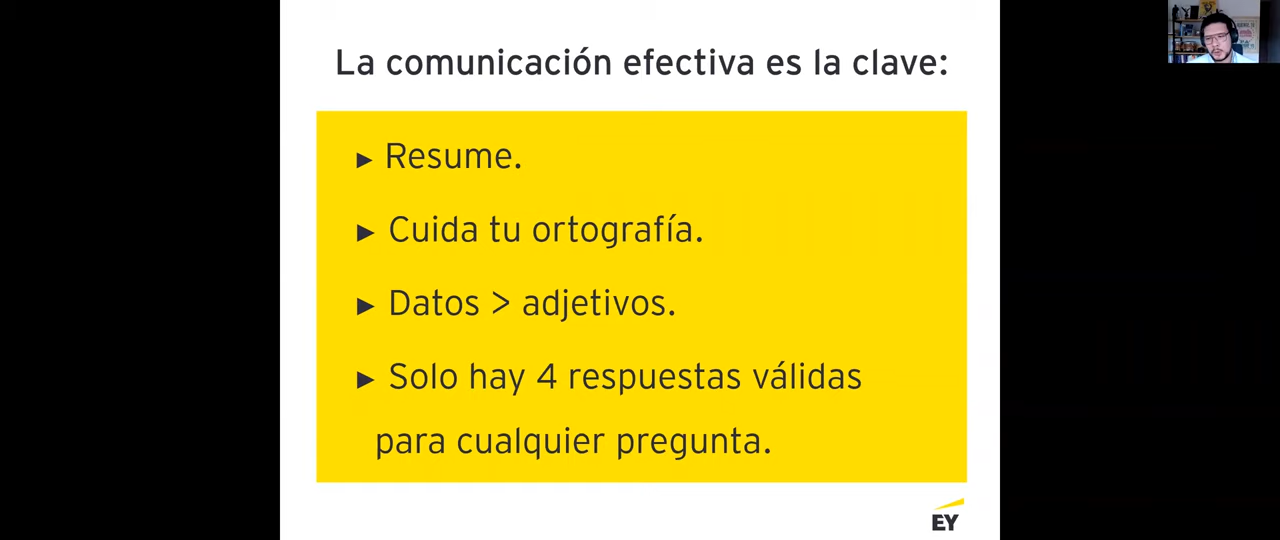 La comunicación efectiva es la clave:
► Resume.
► Cuida tu ortografía.
► Datos > adjetivos.
► Solo hay 4 respuestas válidas
para cualquier pregunta.
EY